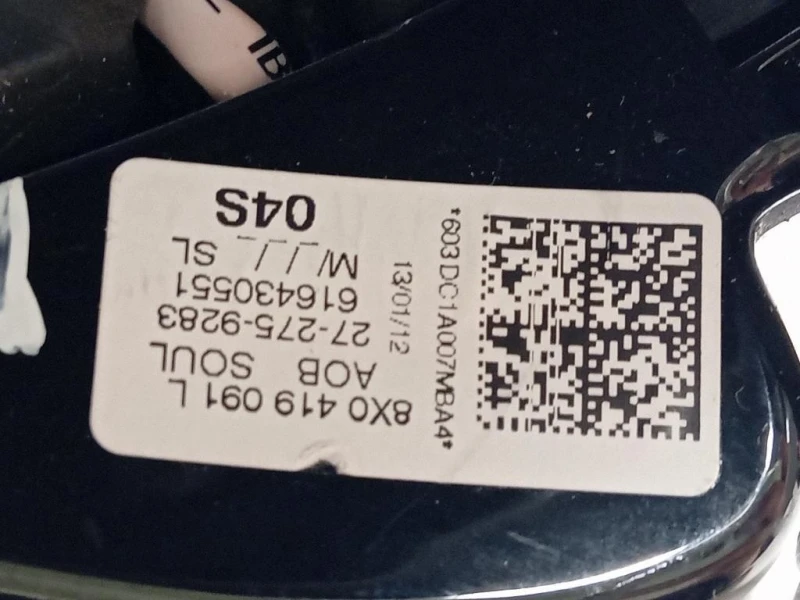 8X0 419 091 L
AOB SOUL
27-275-9283
616430551
M/_/_/_ SL
04S
13/01/12
*603DC1A007MBA4*